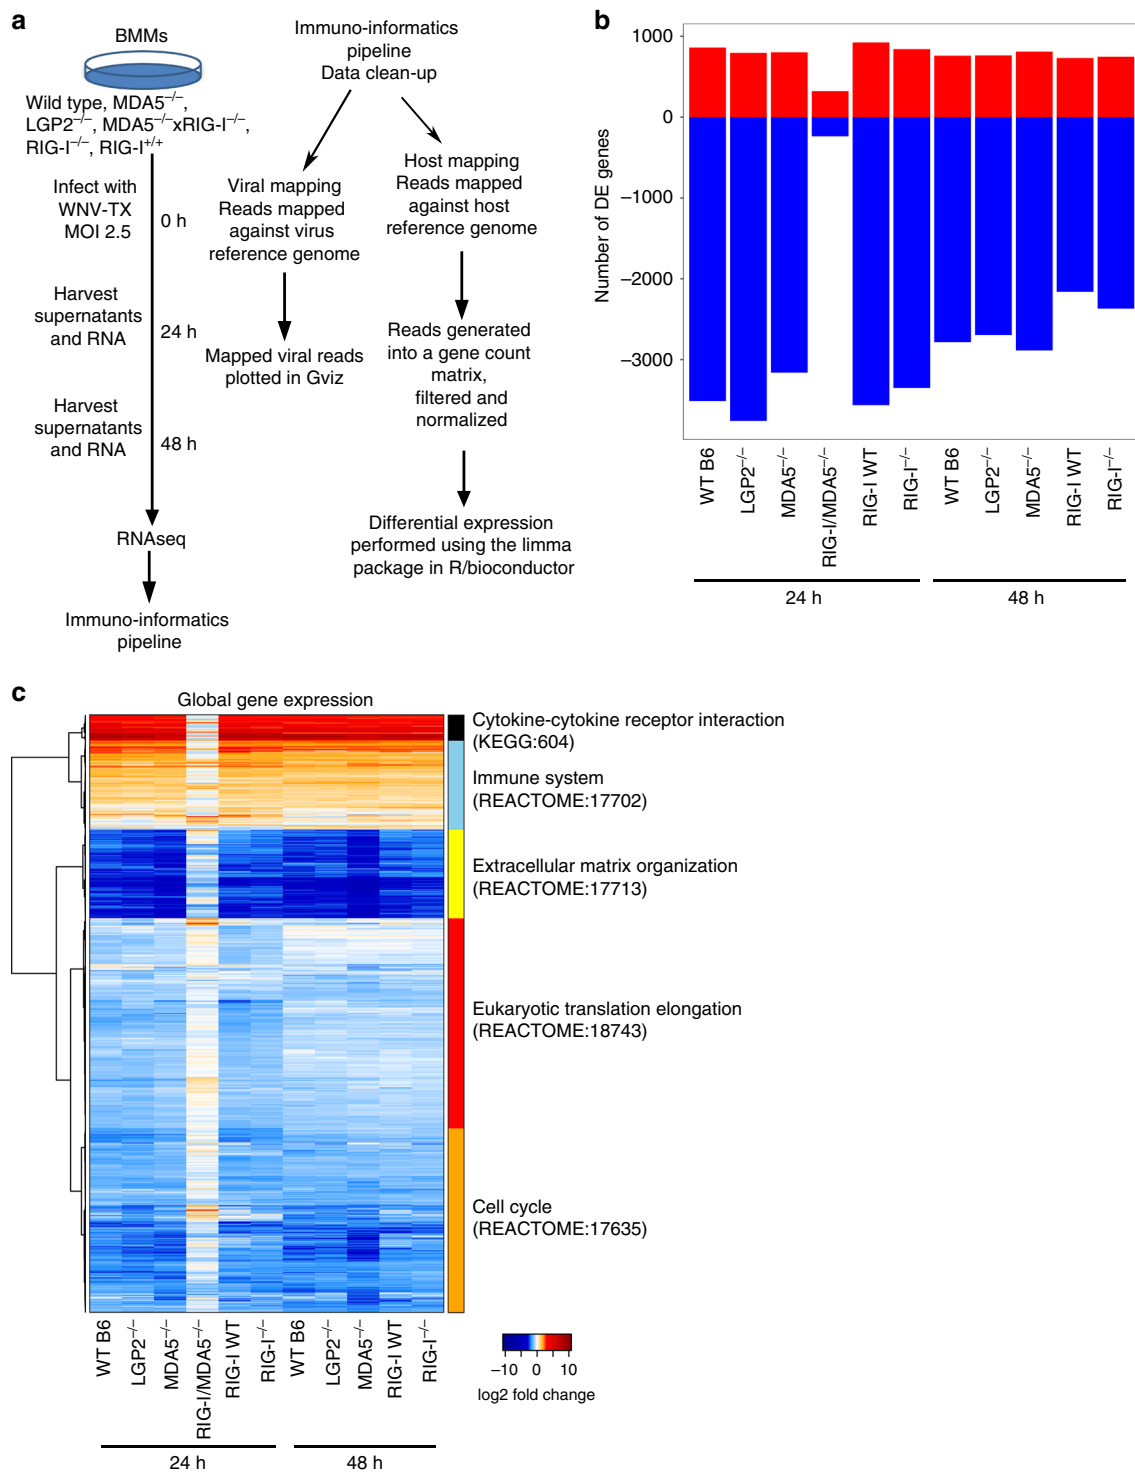 a
BMMs
Wild type, MDA5–/–,
LGP2–/–, MDA5–/–xRIG-I–/–,
RIG-I–/–, RIG-I+/+
Infect with
WNV-TX
MOI 2.5
0 h
Harvest
supernatants
and RNA
24 h
Harvest
supernatants
and RNA
48 h
RNAseq
Immuno-informatics
pipeline
Immuno-informatics
pipeline
Data clean-up
Viral mapping
Reads mapped
against virus
reference genome
Mapped viral reads
plotted in Gviz
Host mapping
Reads mapped
against host
reference genome
Reads generated
into a gene count
matrix,
filtered and
normalized
Differential expression
performed using the limma
package in R/bioconductor
b
Number of DE genes
1000
0
–1000
–2000
–3000
WT B6
LGP2–/–
MDA5–/–
RIG-I/MDA5–/–
RIG-I WT
RIG-I–/–
WT B6
LGP2–/–
MDA5–/–
RIG-I WT
RIG-I–/–
24 h
48 h
c
Global gene expression
Cytokine-cytokine receptor interaction
(KEGG:604)
Immune system
(REACTOME:17702)
Extracellular matrix organization
(REACTOME:17713)
Eukaryotic translation elongation
(REACTOME:18743)
Cell cycle
(REACTOME:17635)
WT B6
LGP2–/–
MDA5–/–
RIG-I/MDA5–/–
RIG-I WT
RIG-I–/–
WT B6
LGP2–/–
MDA5–/–
RIG-I WT
RIG-I–/–
24 h
48 h
–10 0 10
log2 fold change